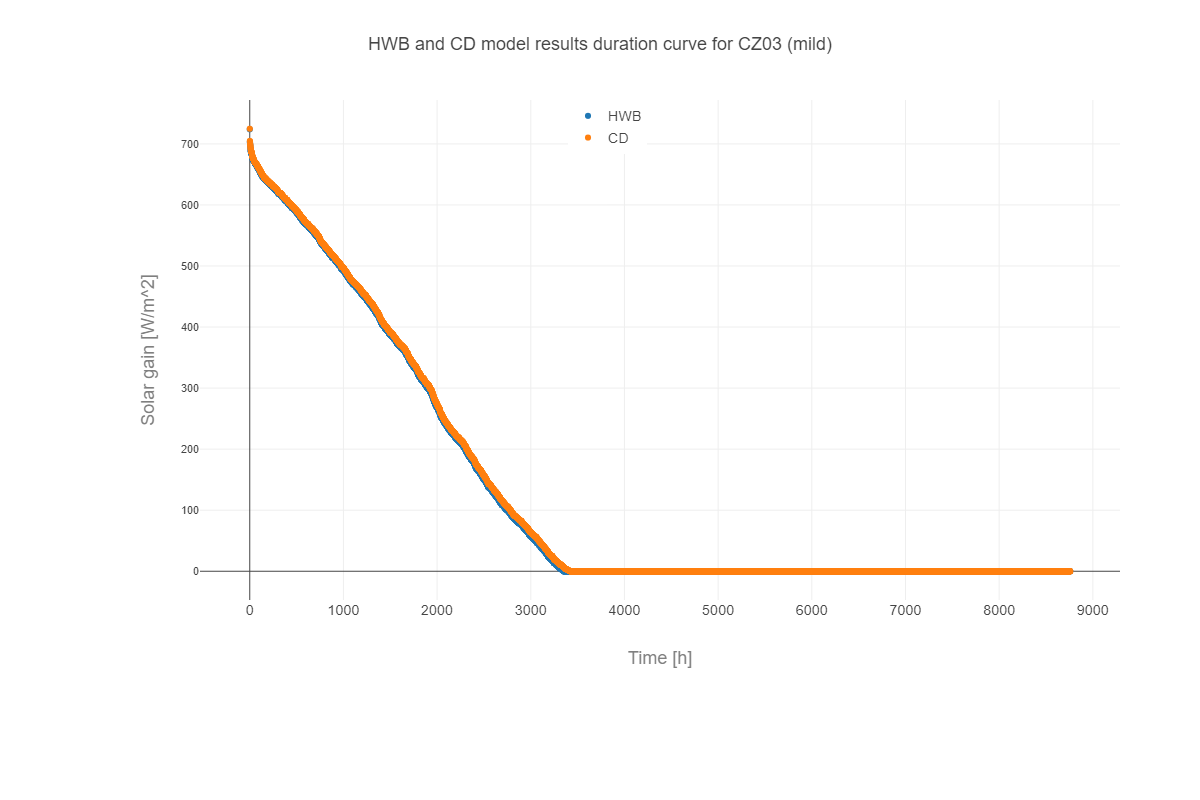 HWB and CD model results duration curve for CZ03 (mild)
HWB
CD
700
600
500
400
300
200
100
0
Solar gain [W/m^2]
0 1000 2000 3000 4000 5000 6000 7000 8000 9000
Time [h]